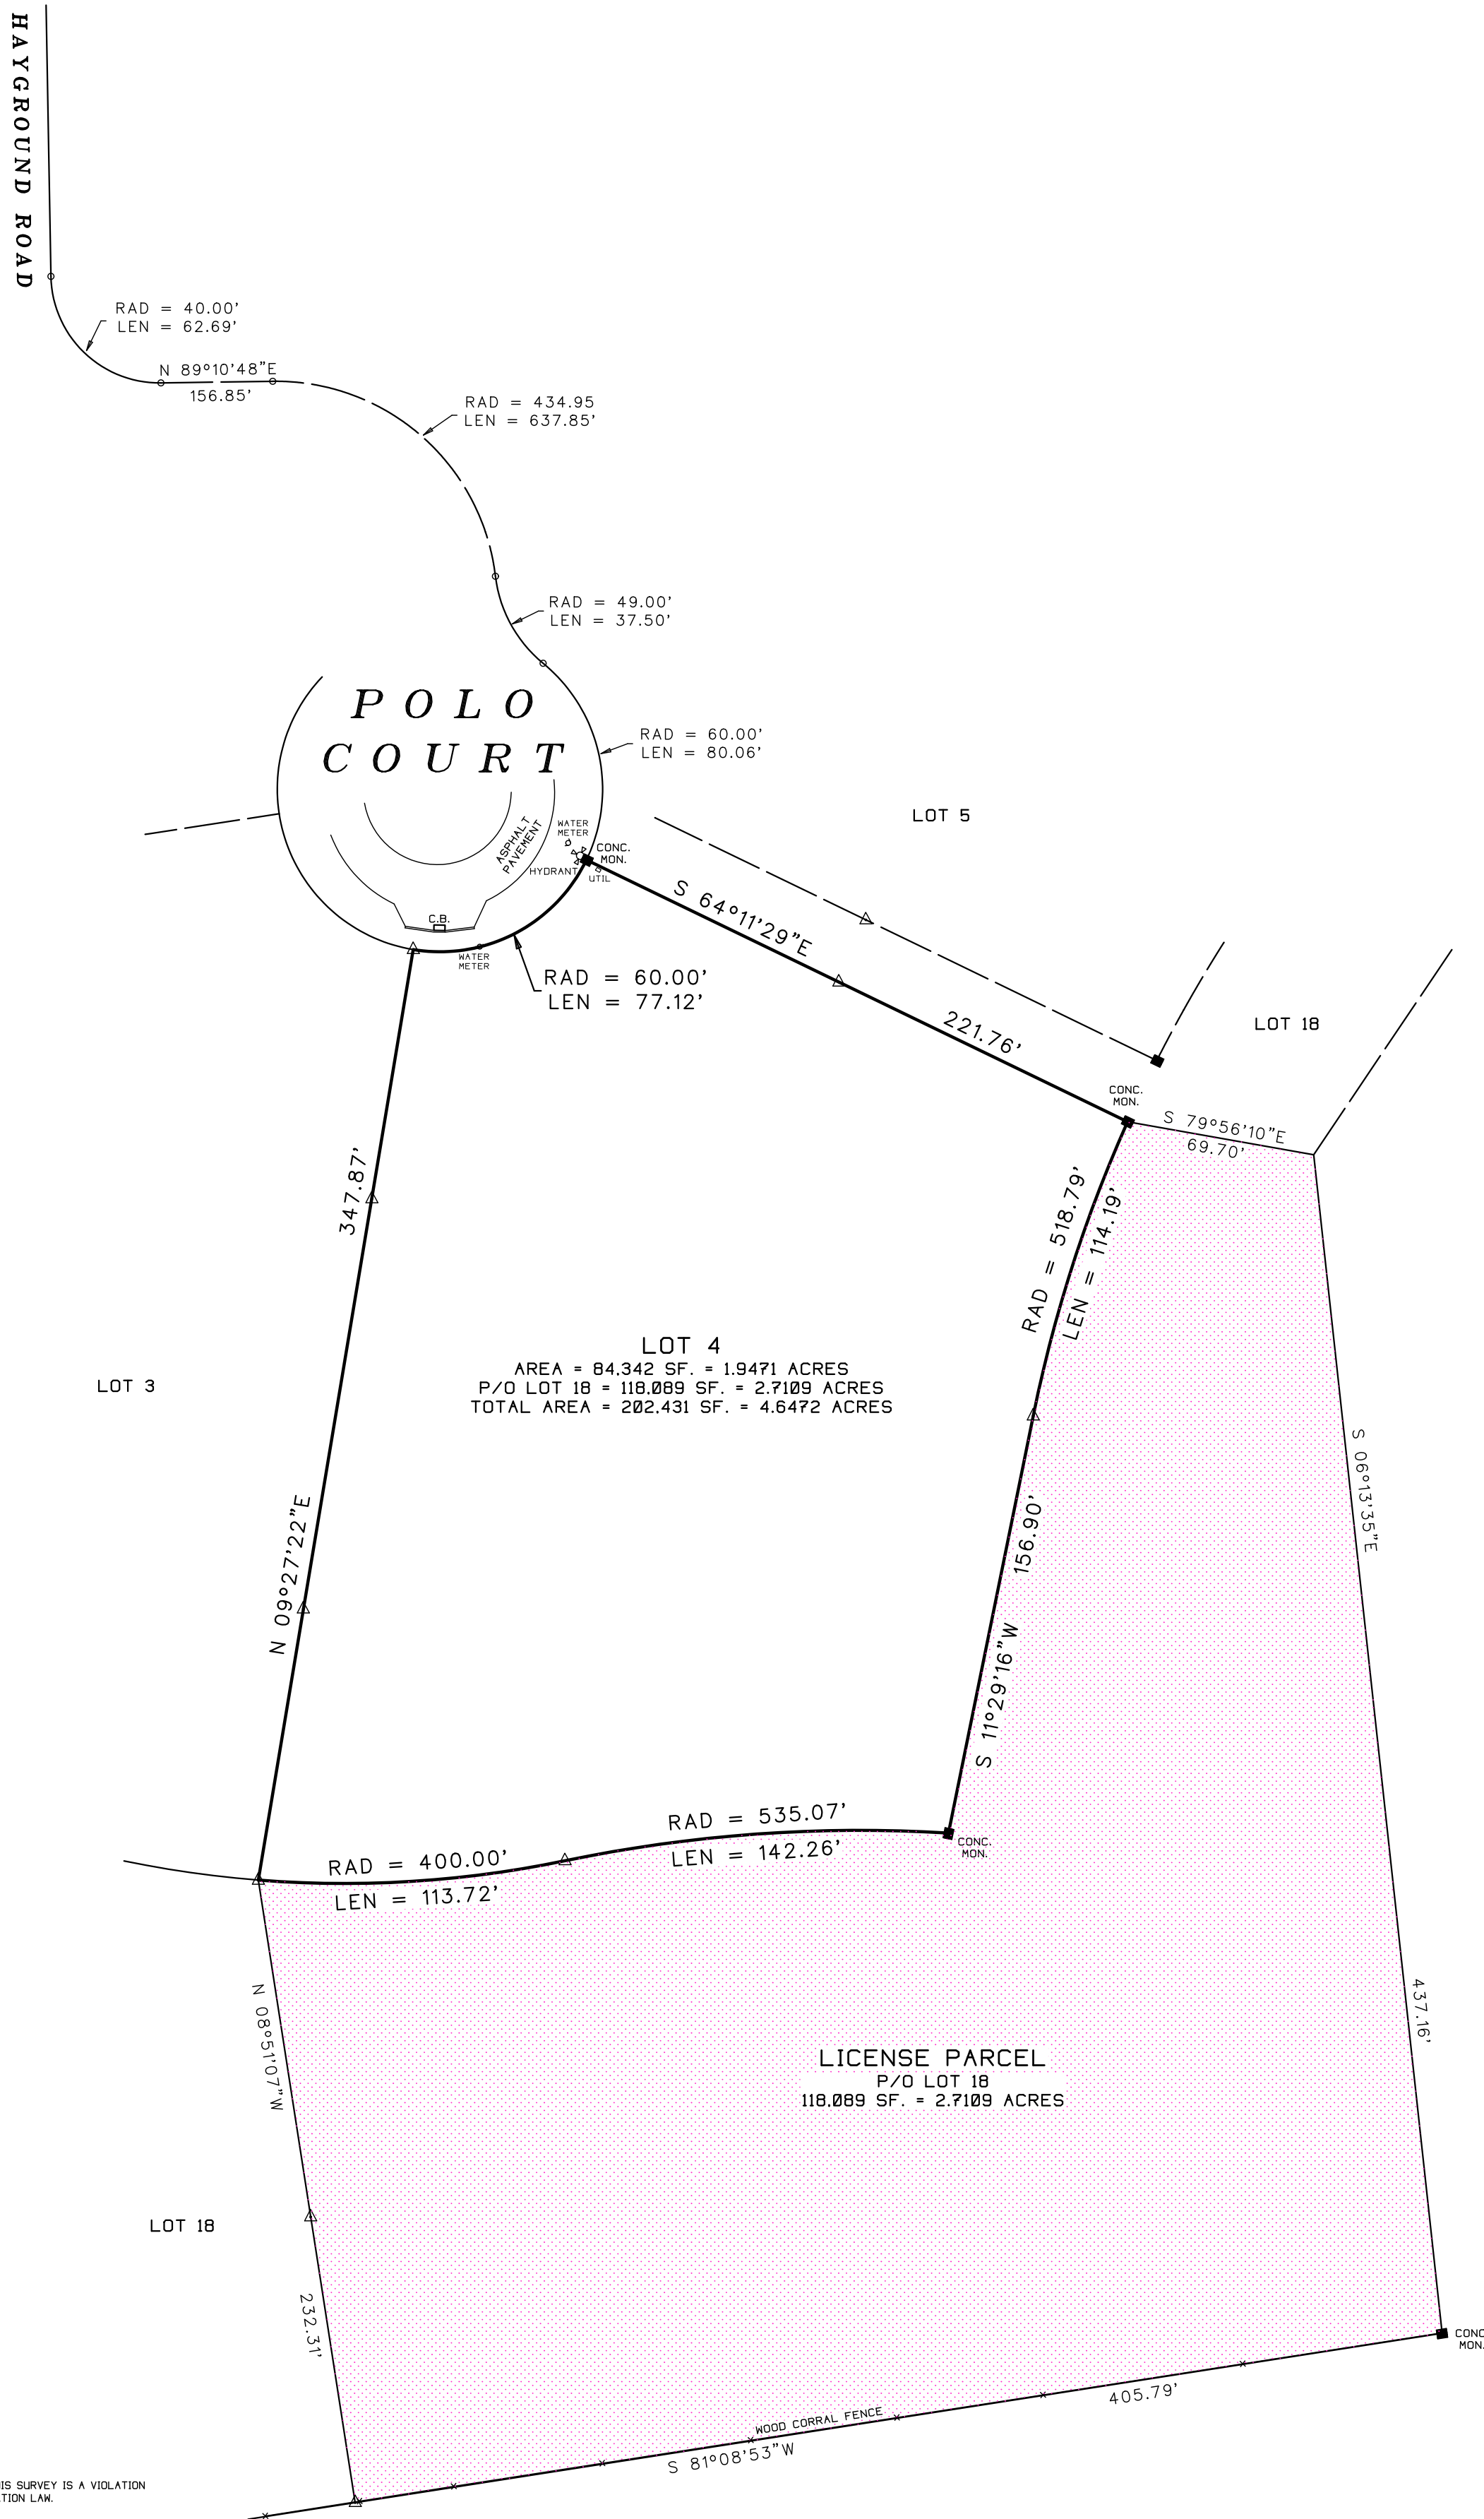 HAYGROUND ROAD
RAD = 40.00'
LEN = 62.69'
N 89°10'48"E
156.85'
RAD = 434.95
LEN = 637.85'
RAD = 49.00'
LEN = 37.50'
POLO
COURT
RAD = 60.00'
LEN = 80.06'
LOT 5
WATER
METER
ASPHALT
PAVEMENT
CONC.
MON.
HYDRANT
UTIL
C.B.
WATER
METER
S 64°11'29"E
221.76'
RAD = 60.00'
LEN = 77.12'
LOT 18
CONC.
MON.
S 79°56'10"E
69.70'
347.87'
N 09°27'22"E
RAD = 518.79'
LEN = 114.19'
LOT 4
AREA = 84,342 SF. = 1.9471 ACRES
P/O LOT 18 = 118,089 SF. = 2.7109 ACRES
TOTAL AREA = 202,431 SF. = 4.6472 ACRES
LOT 3
S 06°13'35"E
437.16'
156.90'
S 11°29'16"W
RAD = 535.07'
LEN = 142.26'
CONC.
MON.
RAD = 400.00'
LEN = 113.72'
N 08°51'07"W
232.31'
LICENSE PARCEL
P/O LOT 18
118,089 SF. = 2.7109 ACRES
LOT 18
CONC
MON.
405.79'
WOOD CORRAL FENCE
S 81°08'53"W
IS SURVEY IS A VIOLATION
TION LAW.